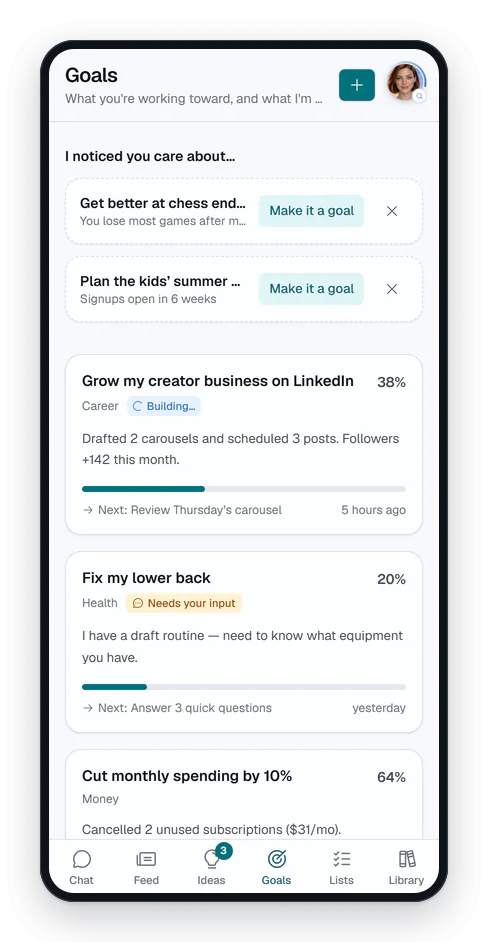 Goals
What you're working toward, and what I'm ...
I noticed you care about...
Get better at chess end...
You lose most games after m...
Make it a goal
Plan the kids' summer ...
Signups open in 6 weeks
Make it a goal
Grow my creator business on LinkedIn
38%
Career
Building...
Drafted 2 carousels and scheduled 3 posts. Followers
+142 this month.
→ Next: Review Thursday's carousel
5 hours ago
Fix my lower back
20%
Health
Needs your input
I have a draft routine — need to know what equipment
you have.
→ Next: Answer 3 quick questions
yesterday
Cut monthly spending by 10%
64%
Money
Cancelled 2 unused subscriptions ($31/mo).
3
Chat
Feed
Ideas
Goals
Lists
Library